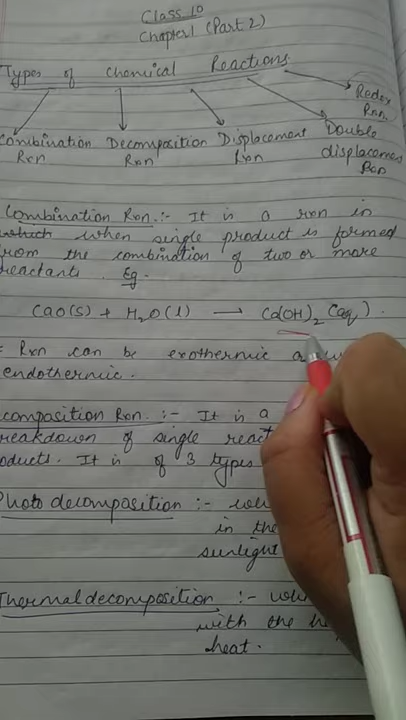 Class 10
Chapter 1 (Part 2)
Types of Chemical Reactions
Combination Rxn
Decomposition Rxn
Displacement Rxn
Double displacement Rxn
Redox Rxn
Combination Rxn. :- It is a rxn in
which when single product is formed
from the combination of two or more
reactants. Eg.
CaO(s) + H₂O(l) → Ca(OH)₂ (aq).
Rxn can be exothermic
endothermic.
composition Rxn. :- It is a
reakdown of single reac
oducts. It is of 3 types
Photo decomposition :-
in the
sunlight
Thermal decomposition :-
with the
heat.